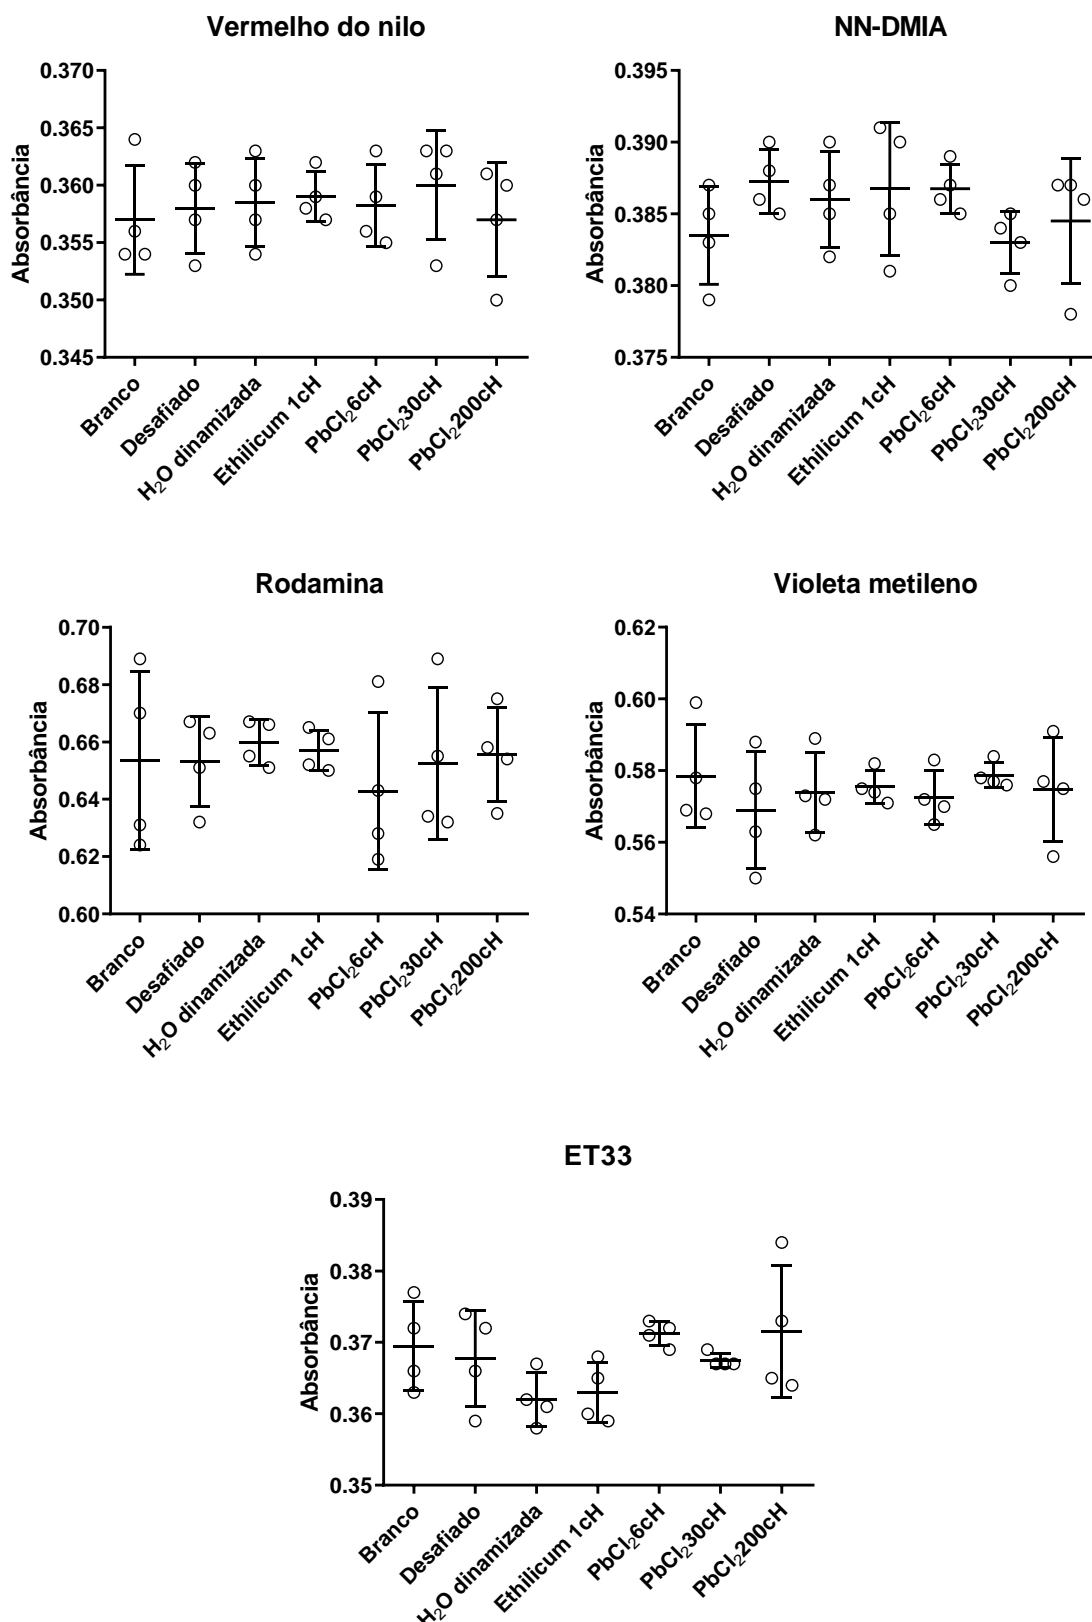 Vermelho do nilo
Absorbância
0.370
0.365
0.360
0.355
0.350
0.345
Branco
Desafiado
H₂O dinamizada
Ethilicum 1cH
PbCl₂6cH
PbCl₂30cH
PbCl₂200cH
NN-DMIA
Absorbância
0.395
0.390
0.385
0.380
0.375
Branco
Desafiado
H₂O dinamizada
Ethilicum 1cH
PbCl₂6cH
PbCl₂30cH
PbCl₂200cH
Rodamina
Absorbância
0.70
0.68
0.66
0.64
0.62
0.60
Branco
Desafiado
H₂O dinamizada
Ethilicum 1cH
PbCl₂6cH
PbCl₂30cH
PbCl₂200cH
Violeta metileno
Absorbância
0.62
0.60
0.58
0.56
0.54
Branco
Desafiado
H₂O dinamizada
Ethilicum 1cH
PbCl₂6cH
PbCl₂30cH
PbCl₂200cH
ET33
Absorbância
0.39
0.38
0.37
0.36
0.35
Branco
Desafiado
H₂O dinamizada
Ethilicum 1cH
PbCl₂6cH
PbCl₂30cH
PbCl₂200cH